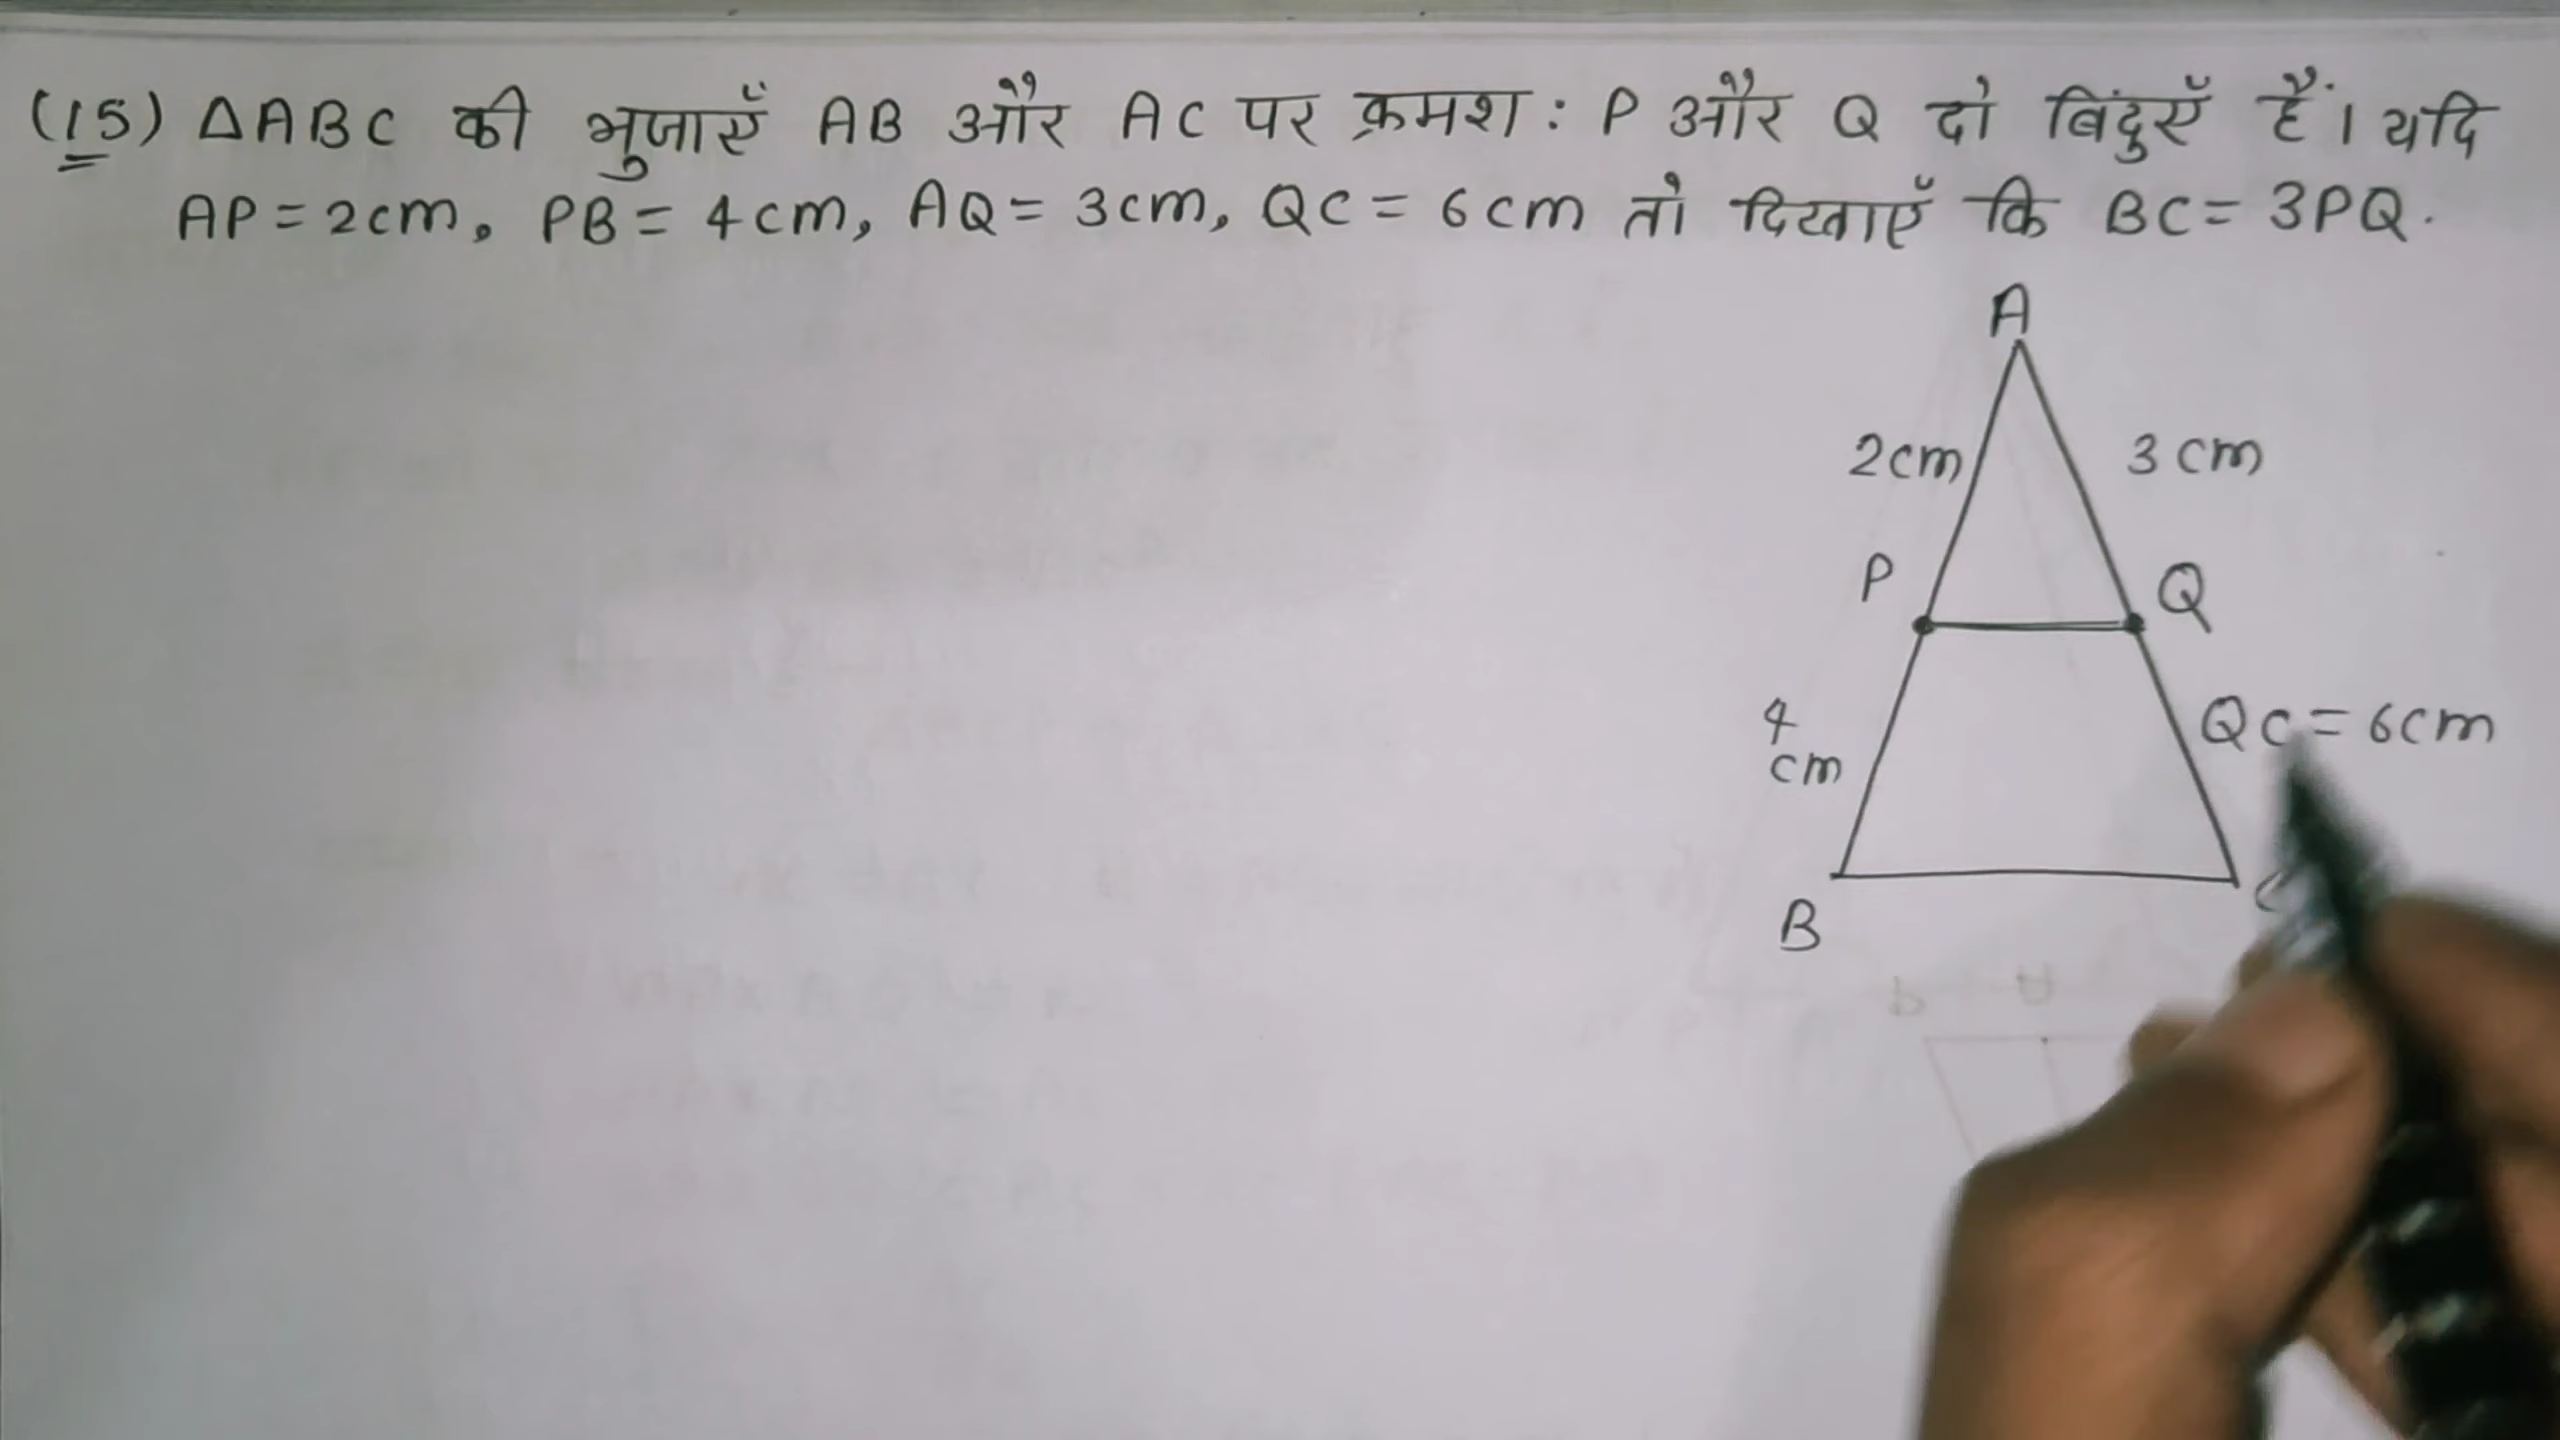 (15) △ABC की भुजाएँ AB और AC पर क्रमश: P और Q दो बिंदुएँ हैं। यदि
AP = 2cm, PB = 4cm, AQ = 3cm, QC = 6cm तो दिखाएँ कि BC = 3PQ.
A
2cm
3 cm
P
Q
4
cm
QC = 6cm
B